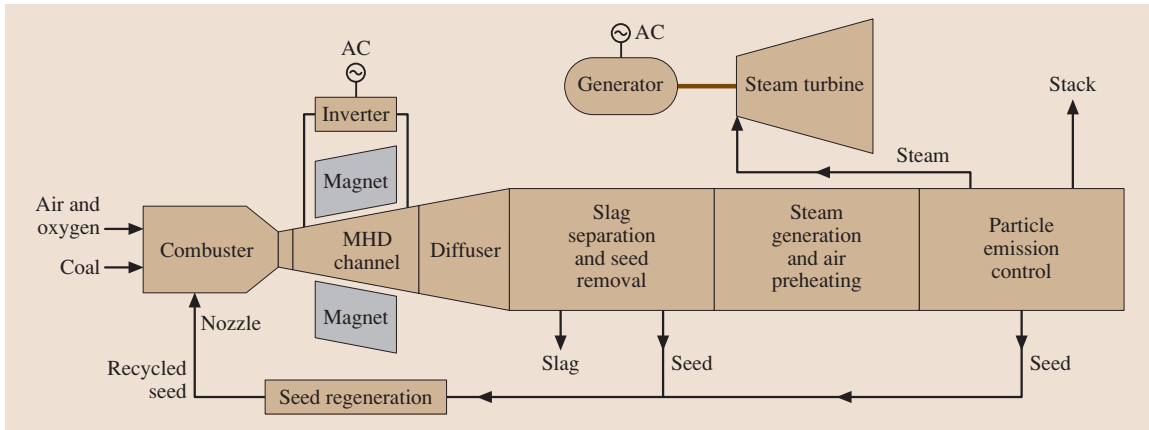 AC
AC
Generator
Steam turbine
Stack
Inverter
Steam
Magnet
Air and
oxygen
Coal
Combuster
MHD
channel
Diffuser
Slag
separation
and seed
removal
Steam
generation
and air
preheating
Particle
emission
control
Magnet
Nozzle
Slag
Seed
Seed
Recycled
seed
Seed regeneration